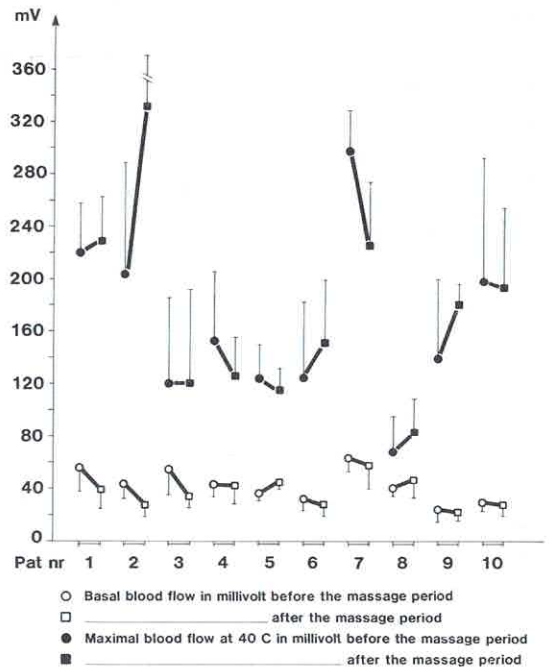 mV
360
320
280
240
200
160
120
80
40
0
Pat nr 1 2 3 4 5 6 7 8 9 10
Basal blood flow in millivolt before the massage period
after the massage period
Maximal blood flow at 40 C in millivolt before the massage period
after the massage period